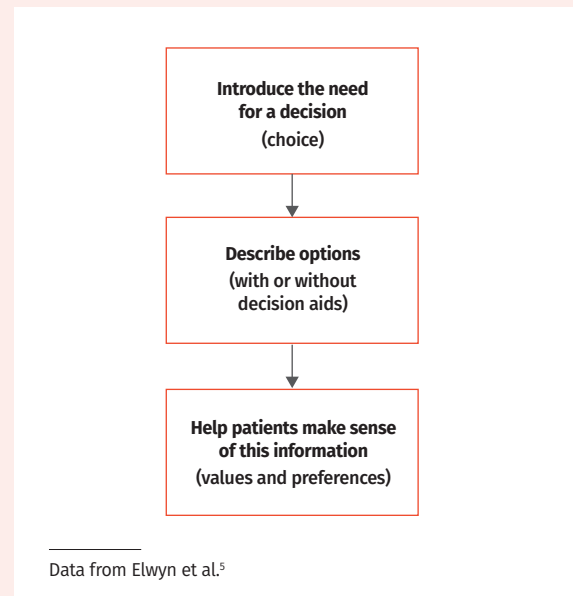 Introduce the need
for a decision
(choice)
Describe options
(with or without
decision aids)
Help patients make sense
of this information
(values and preferences)
Data from Elwyn et al.⁵